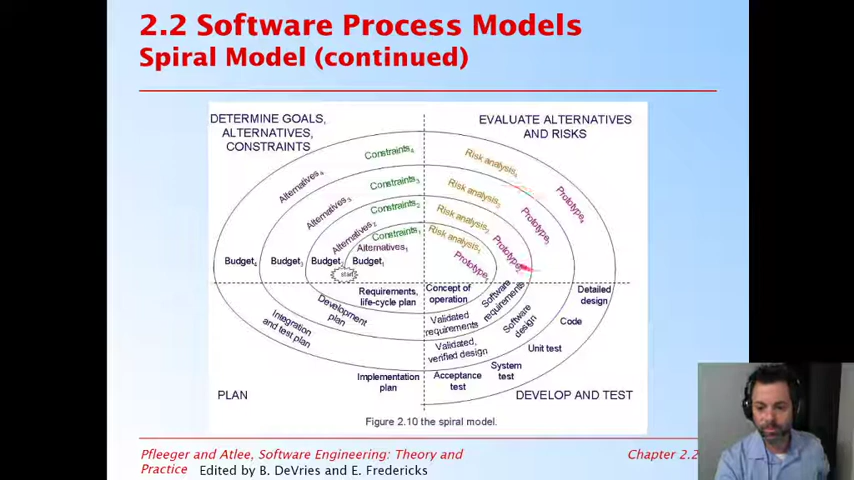 2.2 Software Process Models
Spiral Model (continued)
DETERMINE GOALS,
ALTERNATIVES,
CONSTRAINTS
EVALUATE ALTERNATIVES
AND RISKS
Constraints4
Risk analysis4
Alternatives4
Constraints3
Risk analysis3
Prototype4
Alternatives3
Constraints2
Risk analysis2
Prototype3
Alternatives2
Constraints1
Risk analysis1
Prototype2
Alternatives1
Prototype1
Budget4
Budget3
Budget2
Budget1
start
Requirements,
life-cycle plan
Concept of
operation
Software
requirements
Detailed
design
Development
plan
Validated
requirements
Software
design
Code
Integration
and test plan
Validated,
verified design
Unit test
Implementation
plan
Acceptance
test
System
test
PLAN
DEVELOP AND TEST
Figure 2.10 the spiral model.
Pfleeger and Atlee, Software Engineering: Theory and
Practice
Edited by B. DeVries and E. Fredericks
Chapter 2.2